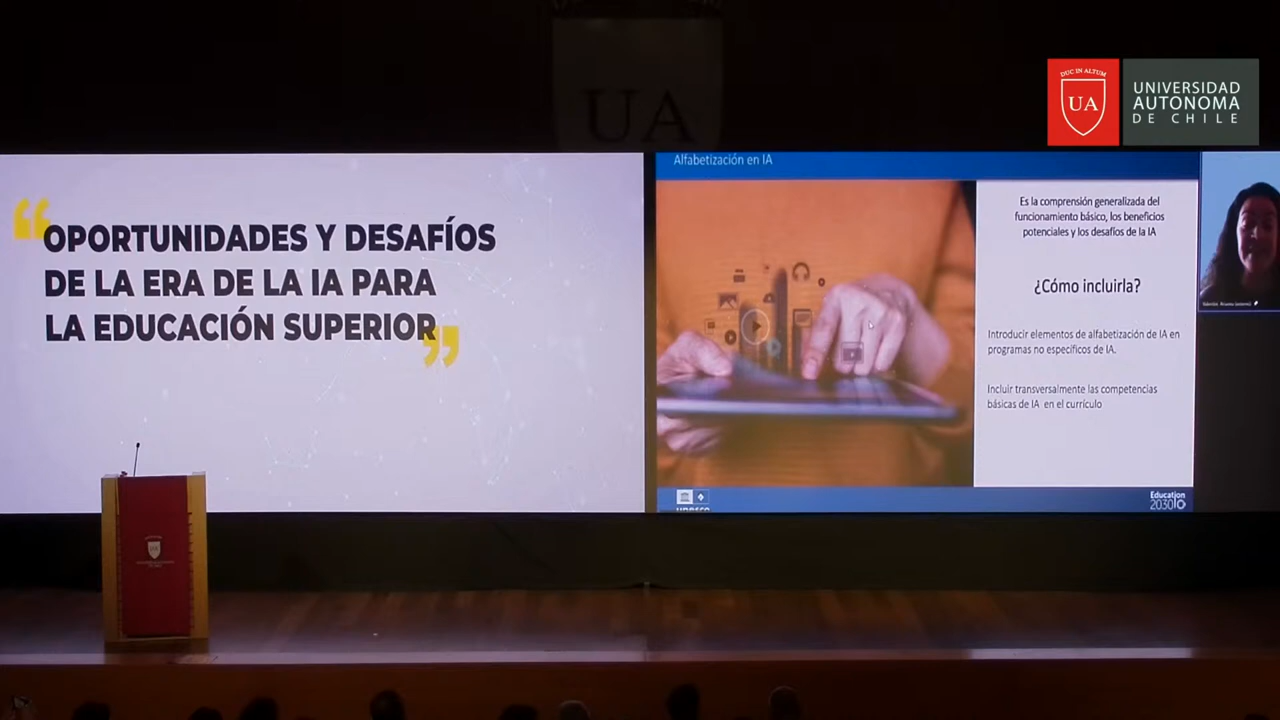 UA
DUC IN ALTUM
UA
UNIVERSIDAD
AUTONOMA
DE CHILE
“OPORTUNIDADES Y DESAFÍOS
DE LA ERA DE LA IA PARA
LA EDUCACIÓN SUPERIOR”
Alfabetización en IA
Es la comprensión generalizada del
funcionamiento básico, los beneficios
potenciales y los desafíos de la IA
¿Cómo incluirla?
Introducir elementos de alfabetización de IA en
programas no específicos de IA.
Incluir transversalmente las competencias
básicas de IA en el currículo
Education
2030
UA